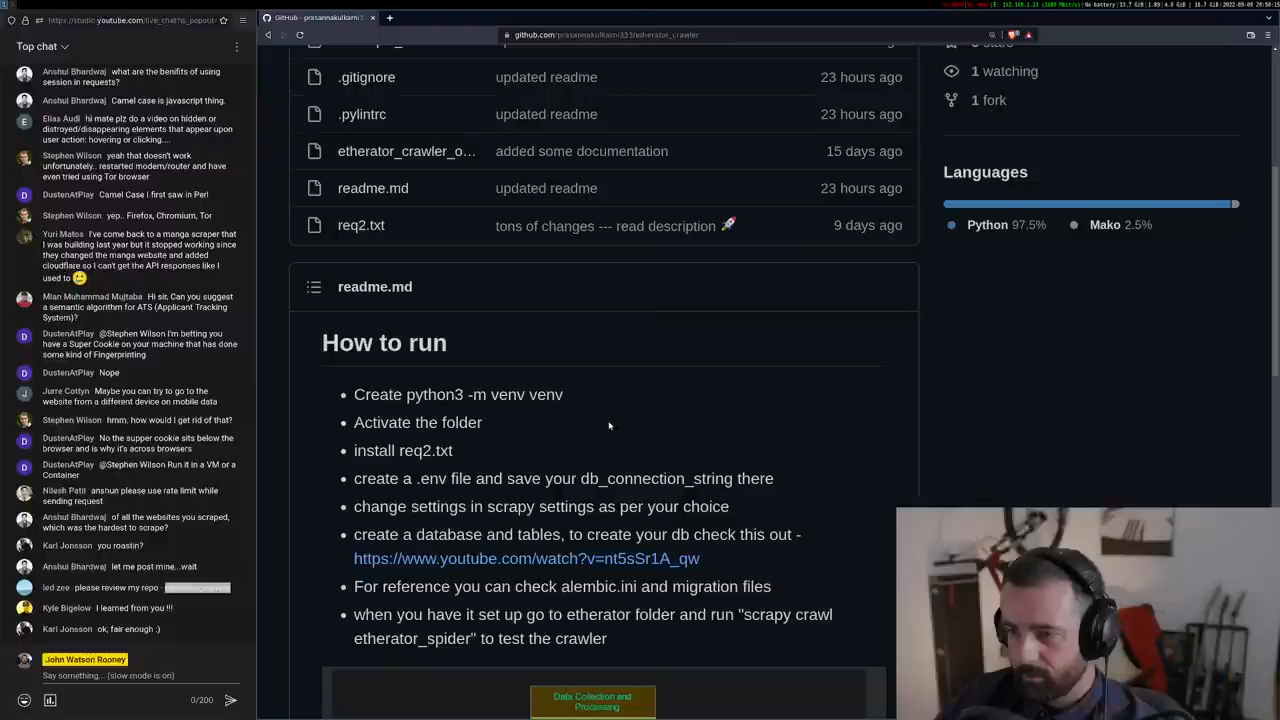 https://studio.youtube.com/live_chat?is_popout=
Top chat
Anshul Bhardwaj what are the benifits of using
session in requests?
Anshul Bhardwaj Camel case is javascript thing.
Elias Audi hi mate plz do a video on hidden or
distroyed/disappearing elements that appear upon
user action: hovering or clicking....
Stephen Wilson yeah that doesn't work
unfortunately.. restarted modem/router and have
even tried using Tor browser
DustenAtPlay Camel Case I first saw in Perl
Stephen Wilson yep.. Firefox, Chromium, Tor
Yuri Matos I've come back to a manga scraper that
I was building last year but it stopped working since
they changed the manga website and added
cloudflare so I can't get the API responses like I
used to 🥲
Mian Muhammad Mujtaba Hi sir, Can you suggest
a semantic algorithm for ATS (Applicant Tracking
System)?
DustenAtPlay @Stephen Wilson I'm betting you
have a Super Cookie on your machine that has done
some kind of Fingerprinting
DustenAtPlay Nope
Jurre Cottyn Maybe you can try to go to the
website from a different device on mobile data
Stephen Wilson hmm. how would I get rid of that?
DustenAtPlay No the supper cookie sits below the
browser and is why it's across browsers
DustenAtPlay @Stephen Wilson Run it in a VM or a
Container
Nilesh Patil anshun please use rate limit while
sending request
Anshul Bhardwaj of all the websites you scraped,
which was the hardest to scrape?
Karl Jonsson you roastin?
Anshul Bhardwaj let me post mine...wait
led zee please review my repo -
Kyle Bigelow I learned from you !!!
Karl Jonsson ok, fair enough :)
John Watson Rooney
Say something... (slow mode is on)
0/200
GitHub - prasannakulkarni3
github.com/prasannakulkarni333/etherator_crawler
.gitignore updated readme 23 hours ago
.pylintrc updated readme 23 hours ago
etherator_crawler_o... added some documentation 15 days ago
readme.md updated readme 23 hours ago
req2.txt tons of changes --- read description 🚀 9 days ago
1 watching
1 fork
Languages
Python 97.5% Mako 2.5%
readme.md
How to run
• Create python3 -m venv venv
• Activate the folder
• install req2.txt
• create a .env file and save your db_connection_string there
• change settings in scrapy settings as per your choice
• create a database and tables, to create your db check this out -
https://www.youtube.com/watch?v=nt5sSr1A_qw
• For reference you can check alembic.ini and migration files
• when you have it set up go to etherator folder and run "scrapy crawl
etherator_spider" to test the crawler
Data Collection and
Processing